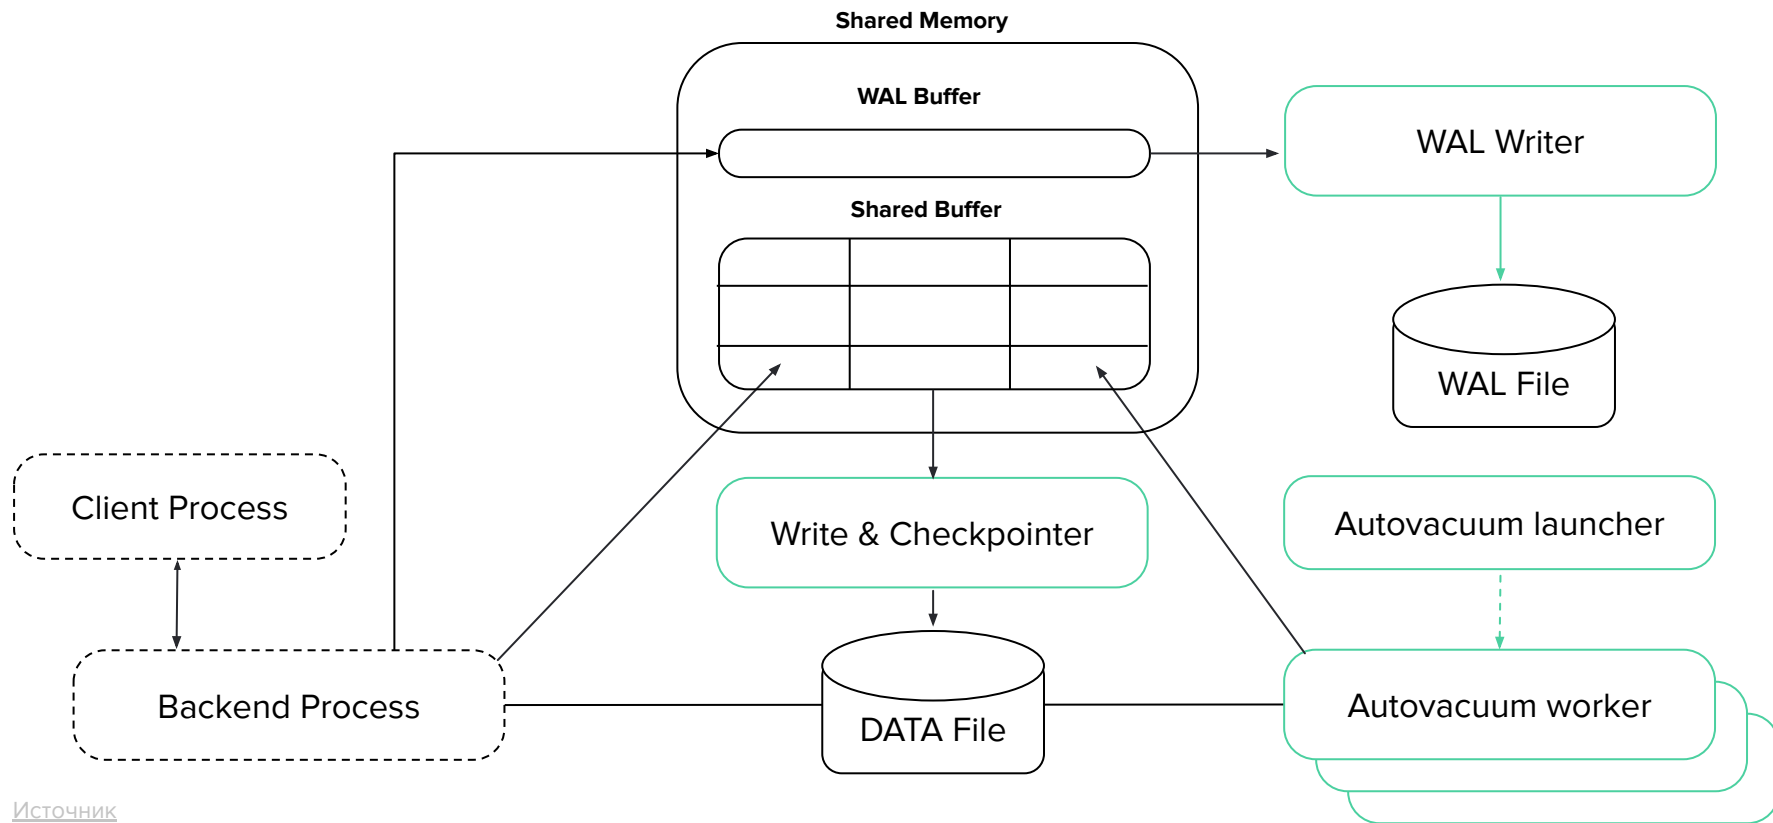 Shared Memory
WAL Buffer
WAL Writer
Shared Buffer
WAL File
Client Process
Write & Checkpointer
Autovacuum launcher
Backend Process
DATA File
Autovacuum worker
Источник